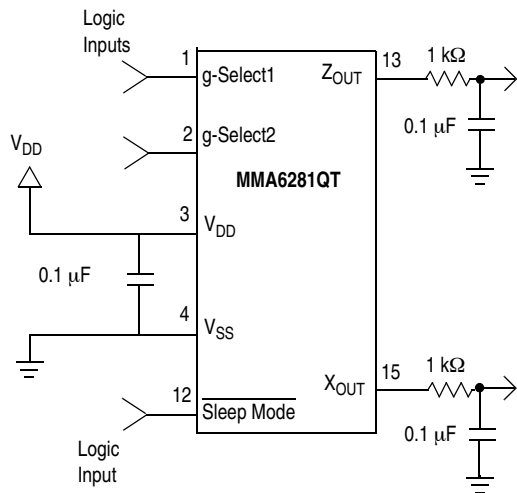 Logic
Inputs
1
g-Select1
2
g-Select2
V_DD
3
V_DD
0.1 μF
4
V_SS
12
Sleep Mode
Logic
Input
MMA6281QT
Z_OUT
13
1 kΩ
0.1 μF
X_OUT
15
1 kΩ
0.1 μF